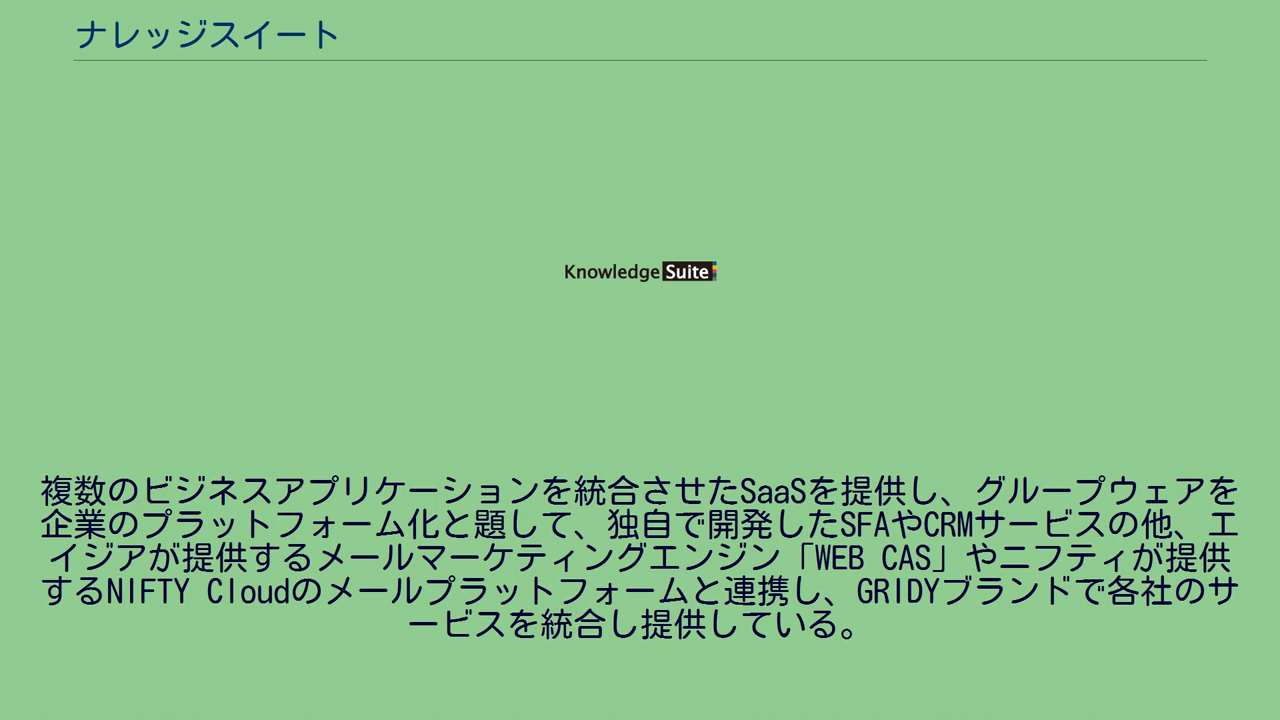 ナレッジスイート
Knowledge Suite
複数のビジネスアプリケーションを統合させたSaaSを提供し、グループウェアを
企業のプラットフォーム化と題して、独自で開発したSFAやCRMサービスの他、エ
イジアが提供するメールマーケティングエンジン「WEB CAS」やニフティが提供
するNIFTY Cloudのメールプラットフォームと連携し、GRIDYブランドで各社のサ
ービスを統合し提供している。